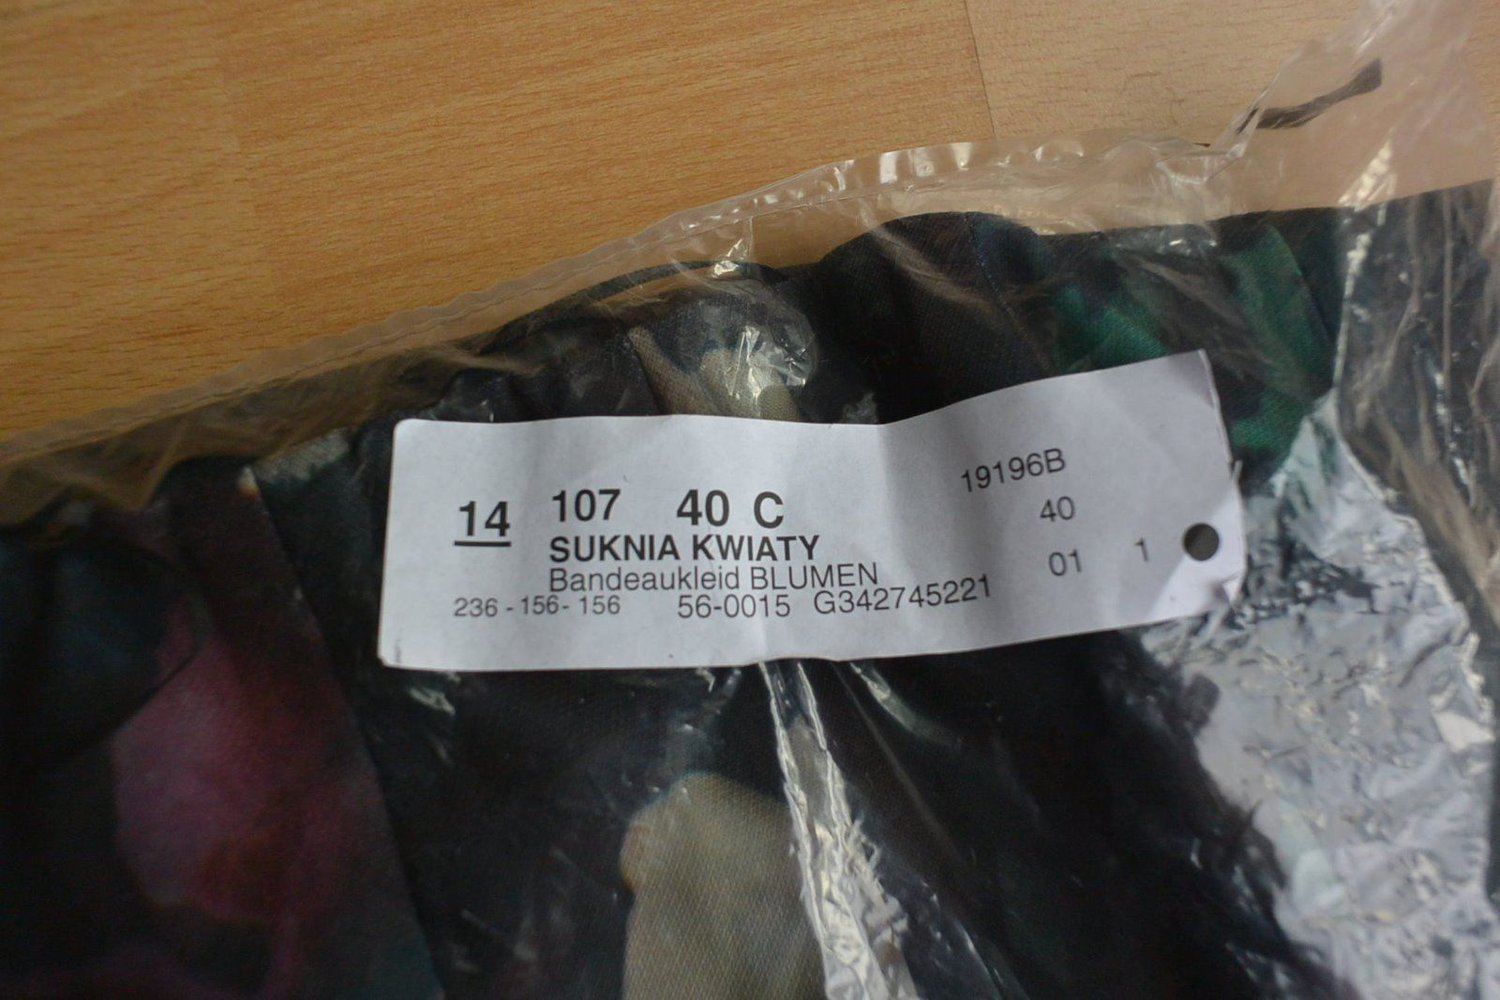 14 107 40 C 19196B
SUKNIA KWIATY 40
Bandeaukleid BLUMEN 01 1
236 - 156 - 156 56-0015 G342745221